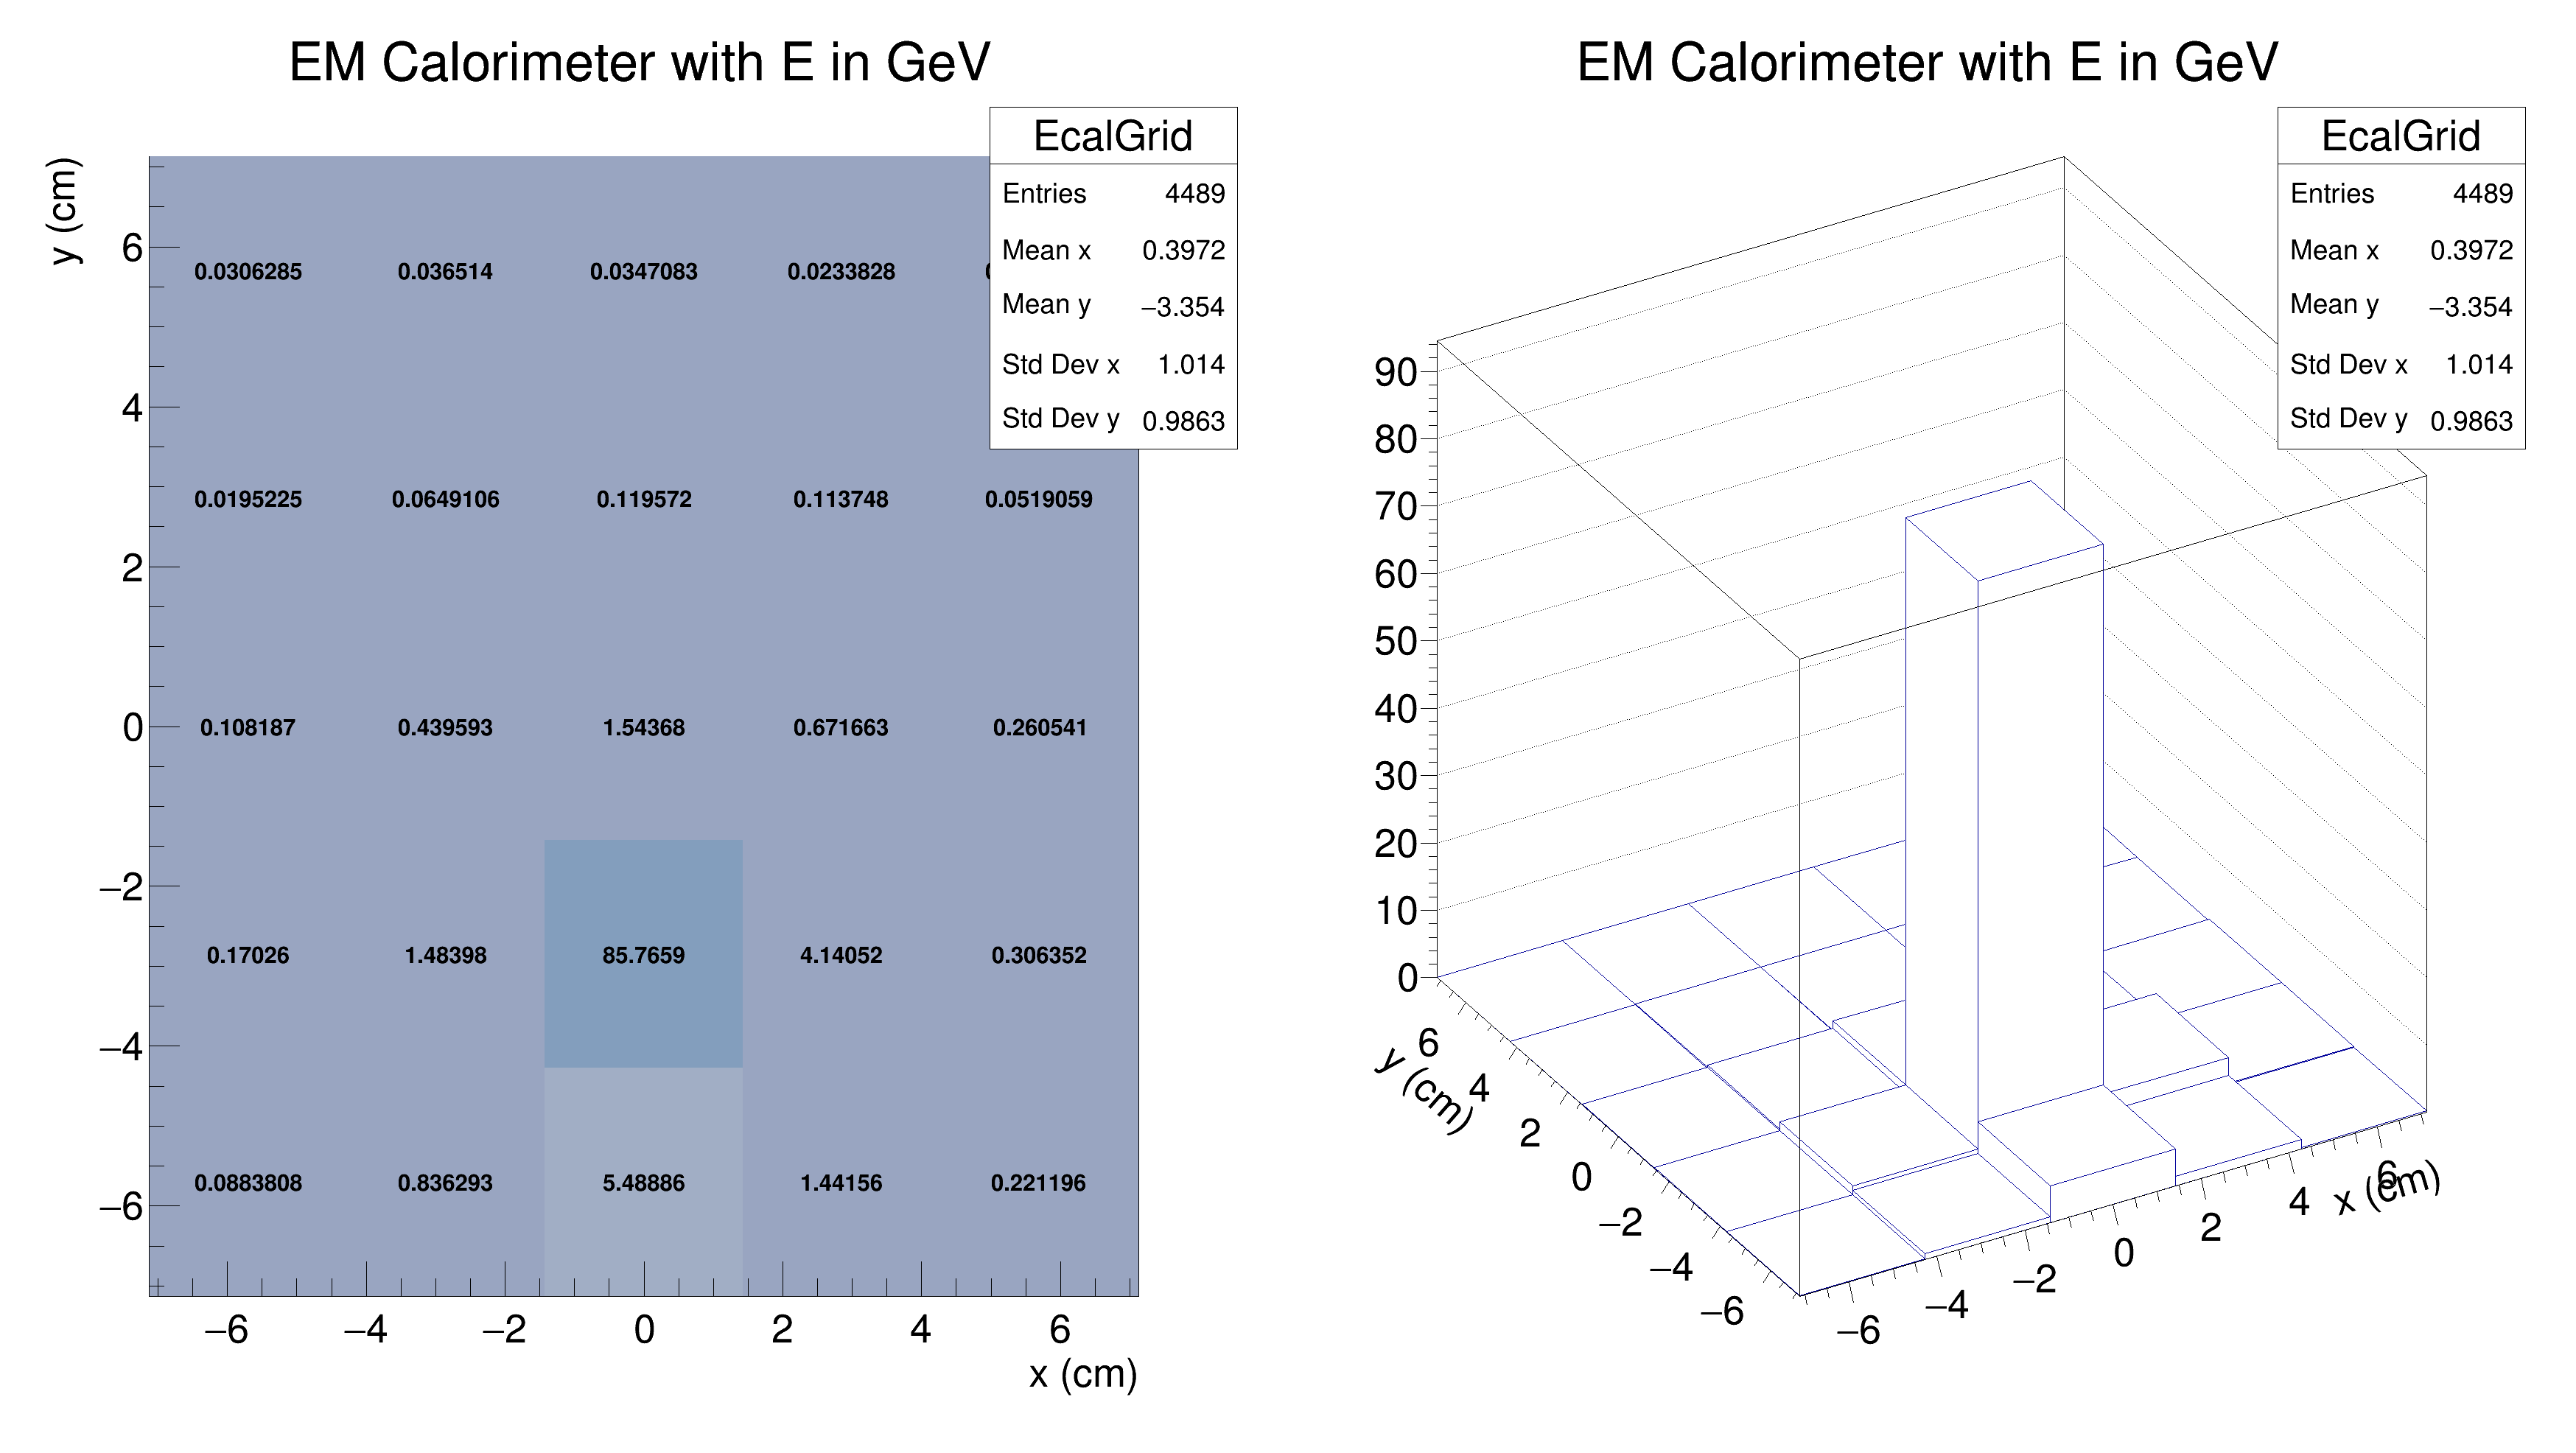 EM Calorimeter with E in GeV
EcalGrid
Entries 4489
Mean x 0.3972
Mean y −3.354
Std Dev x 1.014
Std Dev y 0.9863
y (cm)
6
4
2
0
−2
−4
−6
0.0306285 0.036514 0.0347083 0.0233828
0.0195225 0.0649106 0.119572 0.113748 0.0519059
0.108187 0.439593 1.54368 0.671663 0.260541
0.17026 1.48398 85.7659 4.14052 0.306352
0.0883808 0.836293 5.48886 1.44156 0.221196
−6 −4 −2 0 2 4 6
x (cm)
EM Calorimeter with E in GeV
EcalGrid
Entries 4489
Mean x 0.3972
Mean y −3.354
Std Dev x 1.014
Std Dev y 0.9863
90
80
70
60
50
40
30
20
10
0
y (cm)
6
4
2
0
−2
−4
−6
−6
−4
−2
0
2
4
6
x (cm)